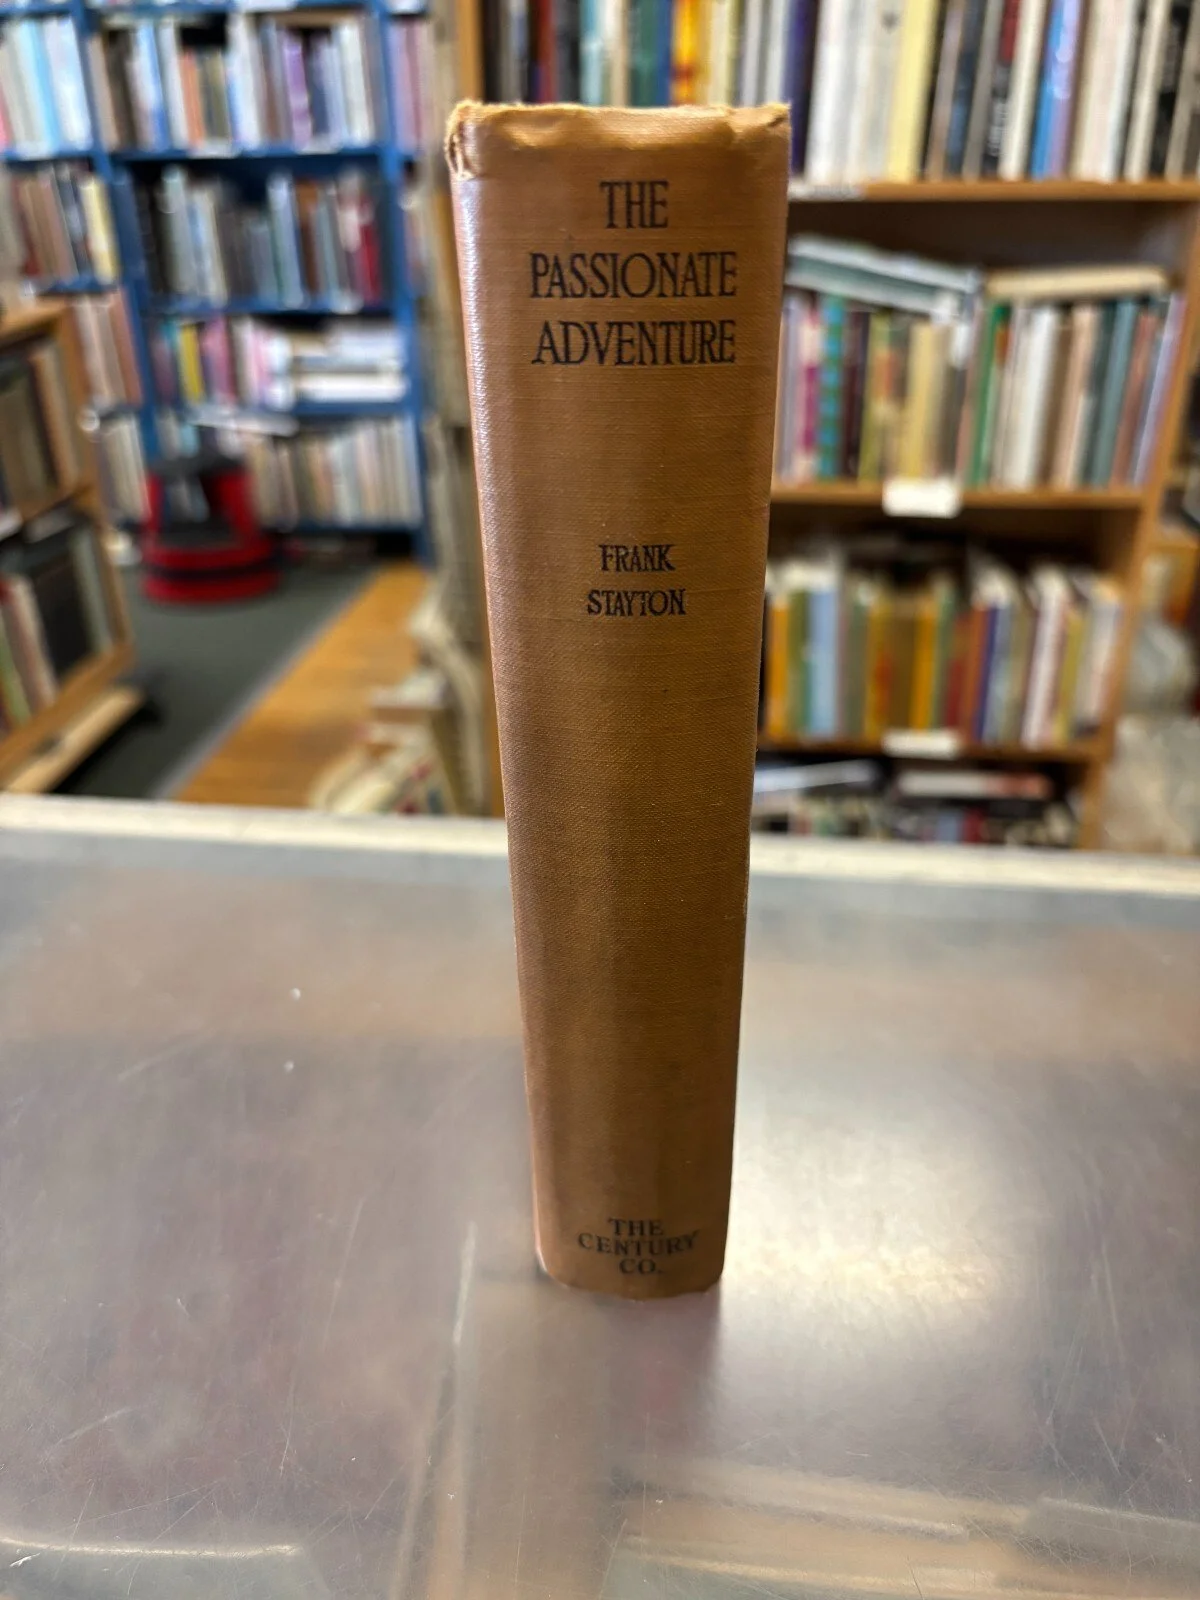 THE
PASSIONATE
ADVENTURE
FRANK
STAYTON
THE
CENTURY
CO.